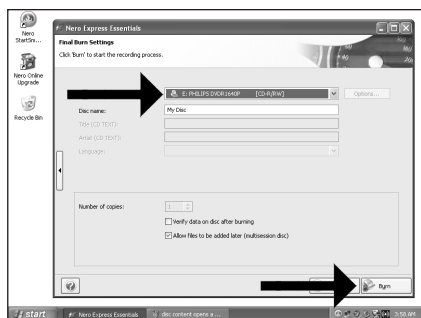 Nero Express Essentials
Nero
StartSm...
Final Burn Settings
Click 'Burn' to start the recording process.
Nero Online
Upgrade
E: PHILIPS DVDR1640P [CD-R/RW]
Options...
Disc name:
My Disc
Title (CD TEXT):
Artist (CD TEXT):
Language:
Recycle Bin
Number of copies:
1
Verify data on disc after burning
Allow files to be added later (multisession disc)
Burn
start
Nero Express Essentials
disc content opens a ...
3:58 AM